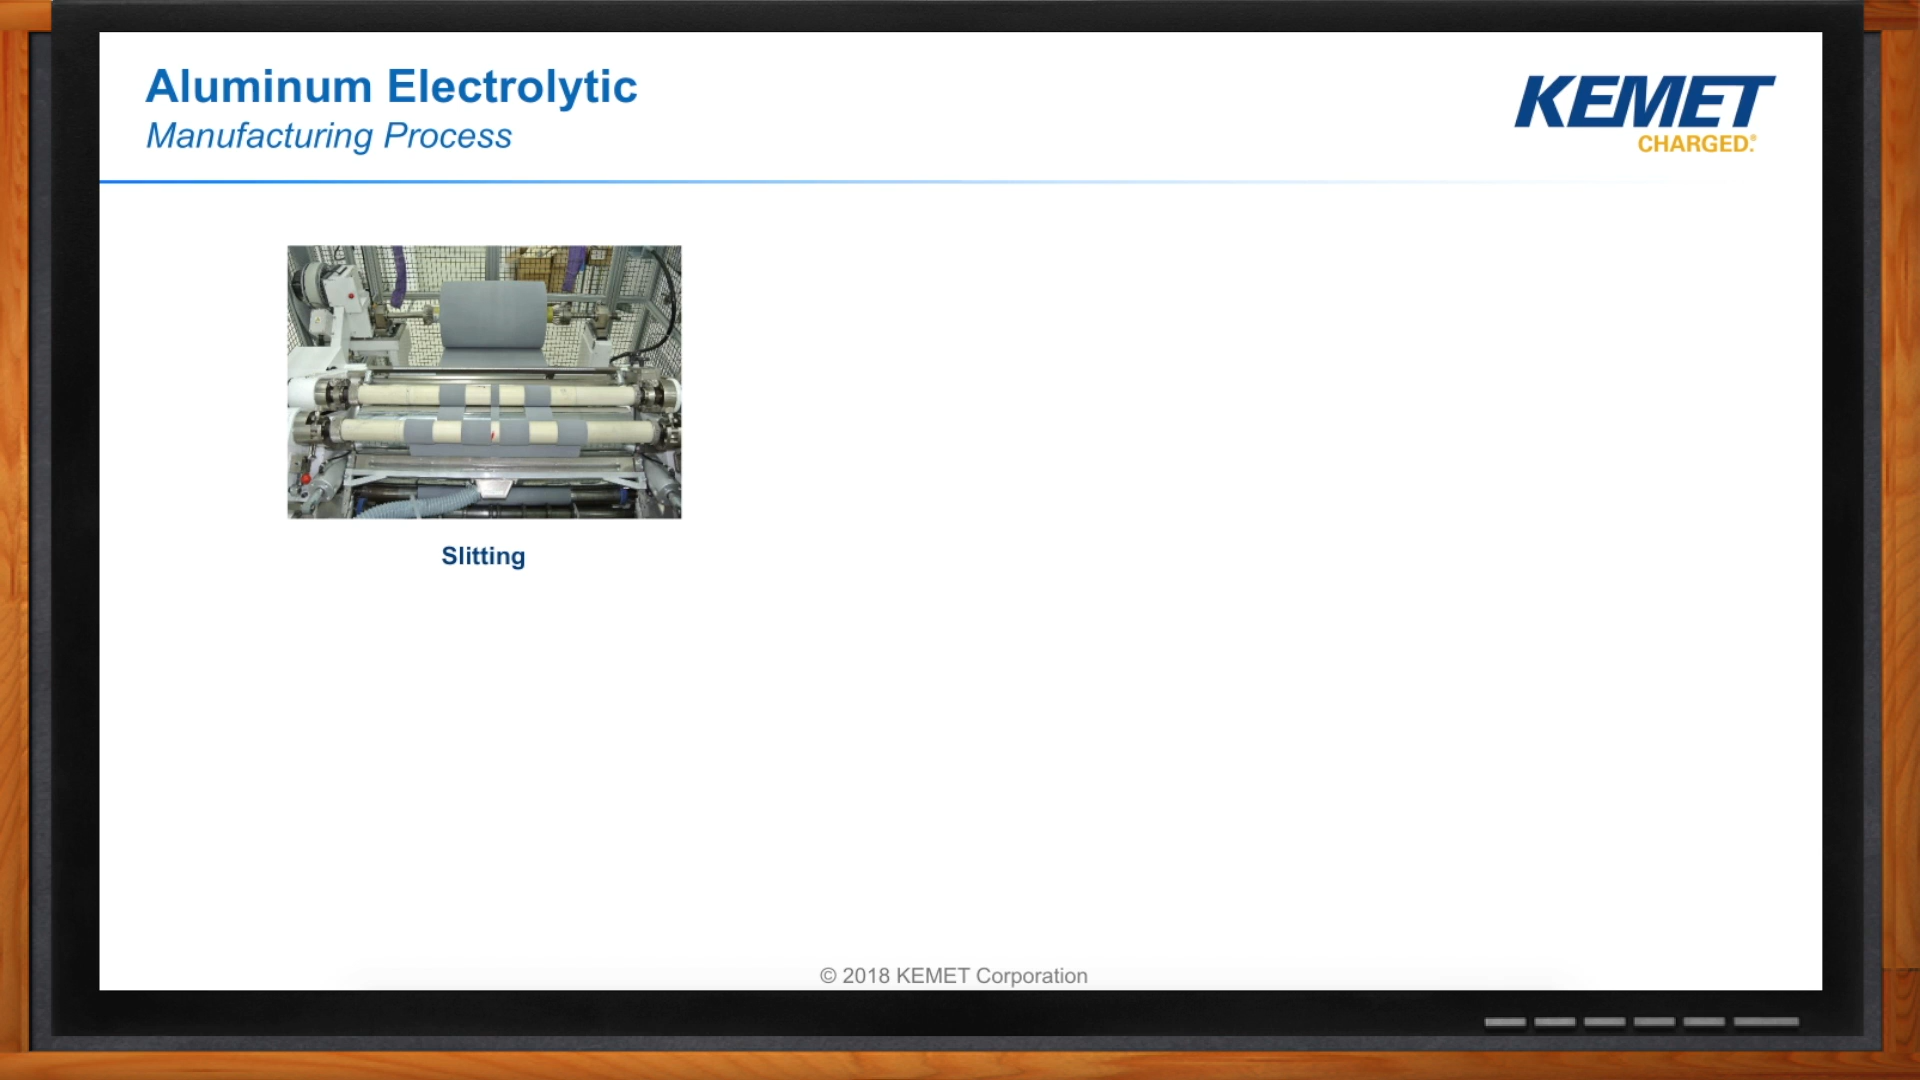 Aluminum Electrolytic
Manufacturing Process
KEMET
CHARGED.®
Slitting
© 2018 KEMET Corporation